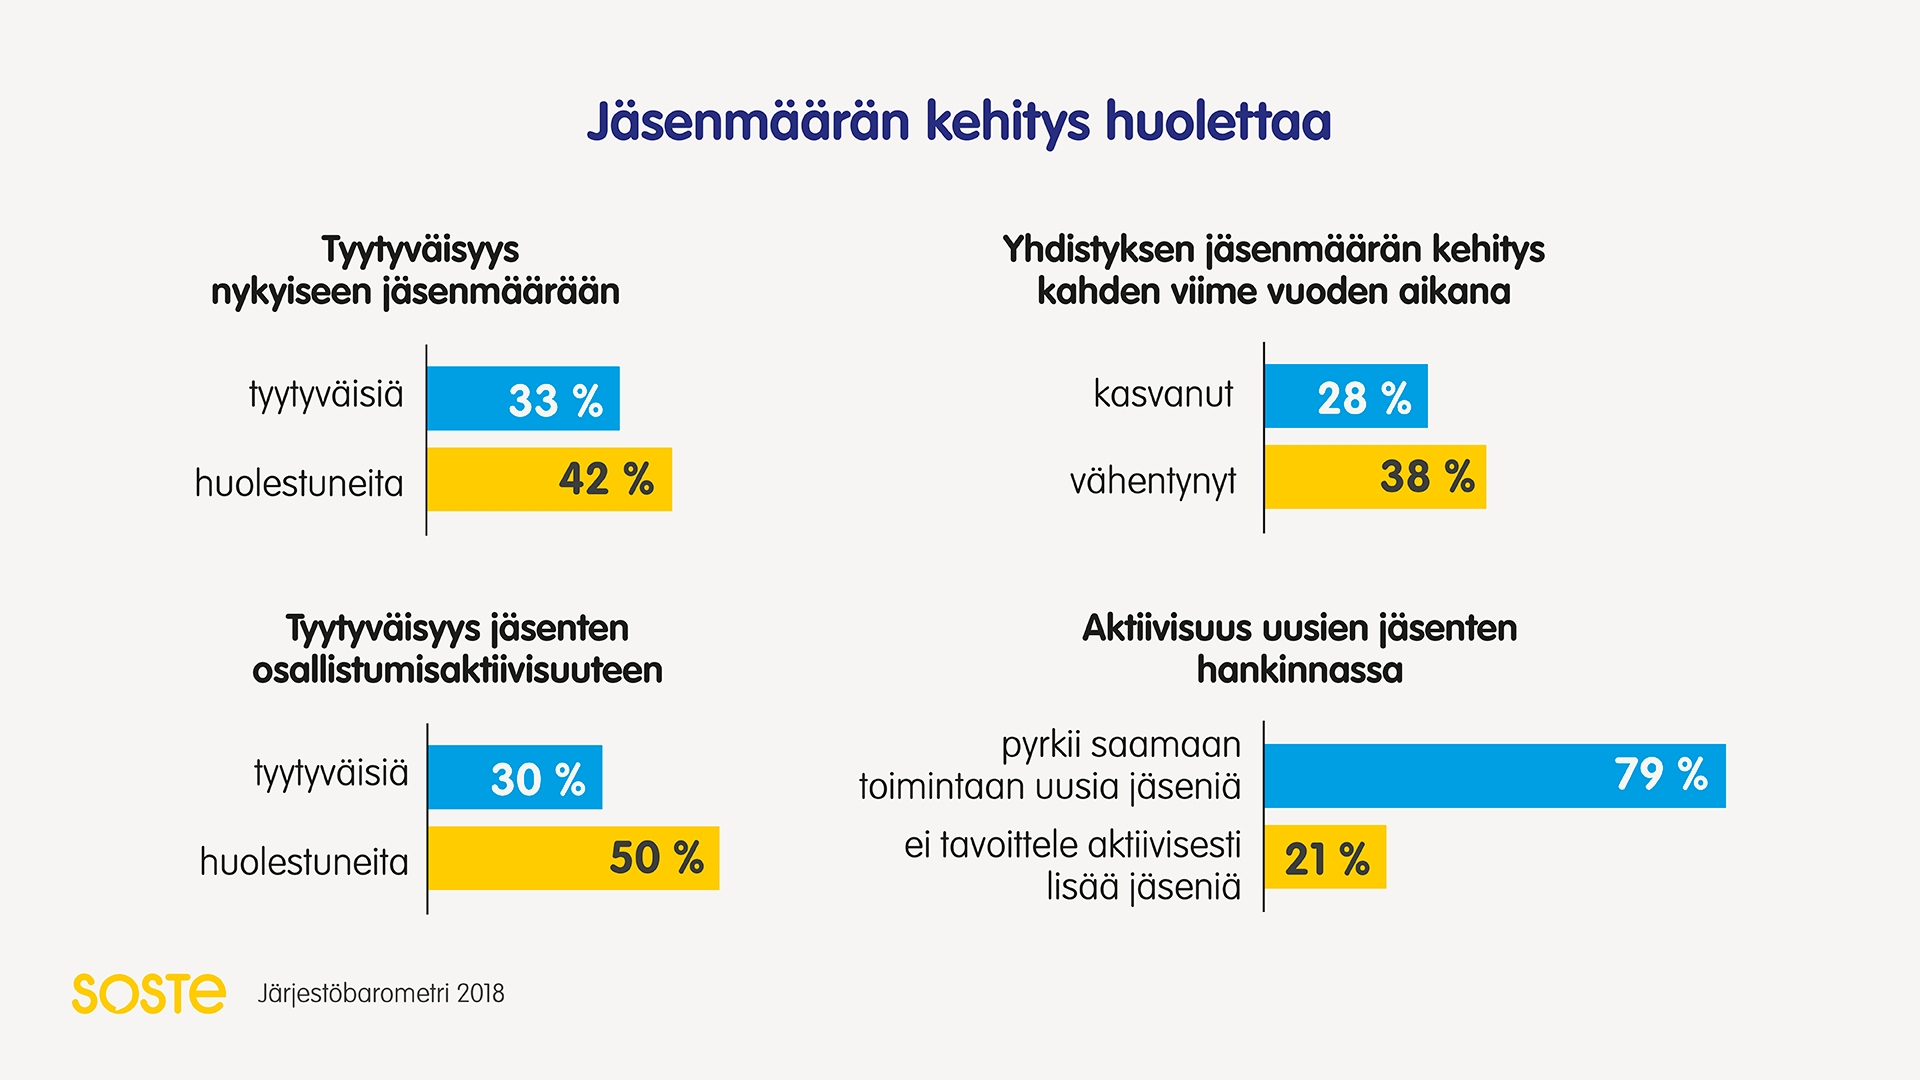 Jäsenmäärän kehitys huolettaa
Tyytyväisyys
nykyiseen jäsenmäärään
tyytyväisiä
33 %
huolestuneita
42 %
Yhdistyksen jäsenmäärän kehitys
kahden viime vuoden aikana
kasvanut
28 %
vähentynyt
38 %
Tyytyväisyys jäsenten
osallistumisaktiivisuuteen
tyytyväisiä
30 %
huolestuneita
50 %
Aktiivisuus uusien jäsenten
hankinnassa
pyrkii saamaan
toimintaan uusia jäseniä
79 %
ei tavoittele aktiivisesti
lisää jäseniä
21 %
SOSTe
Järjestöbarometri 2018